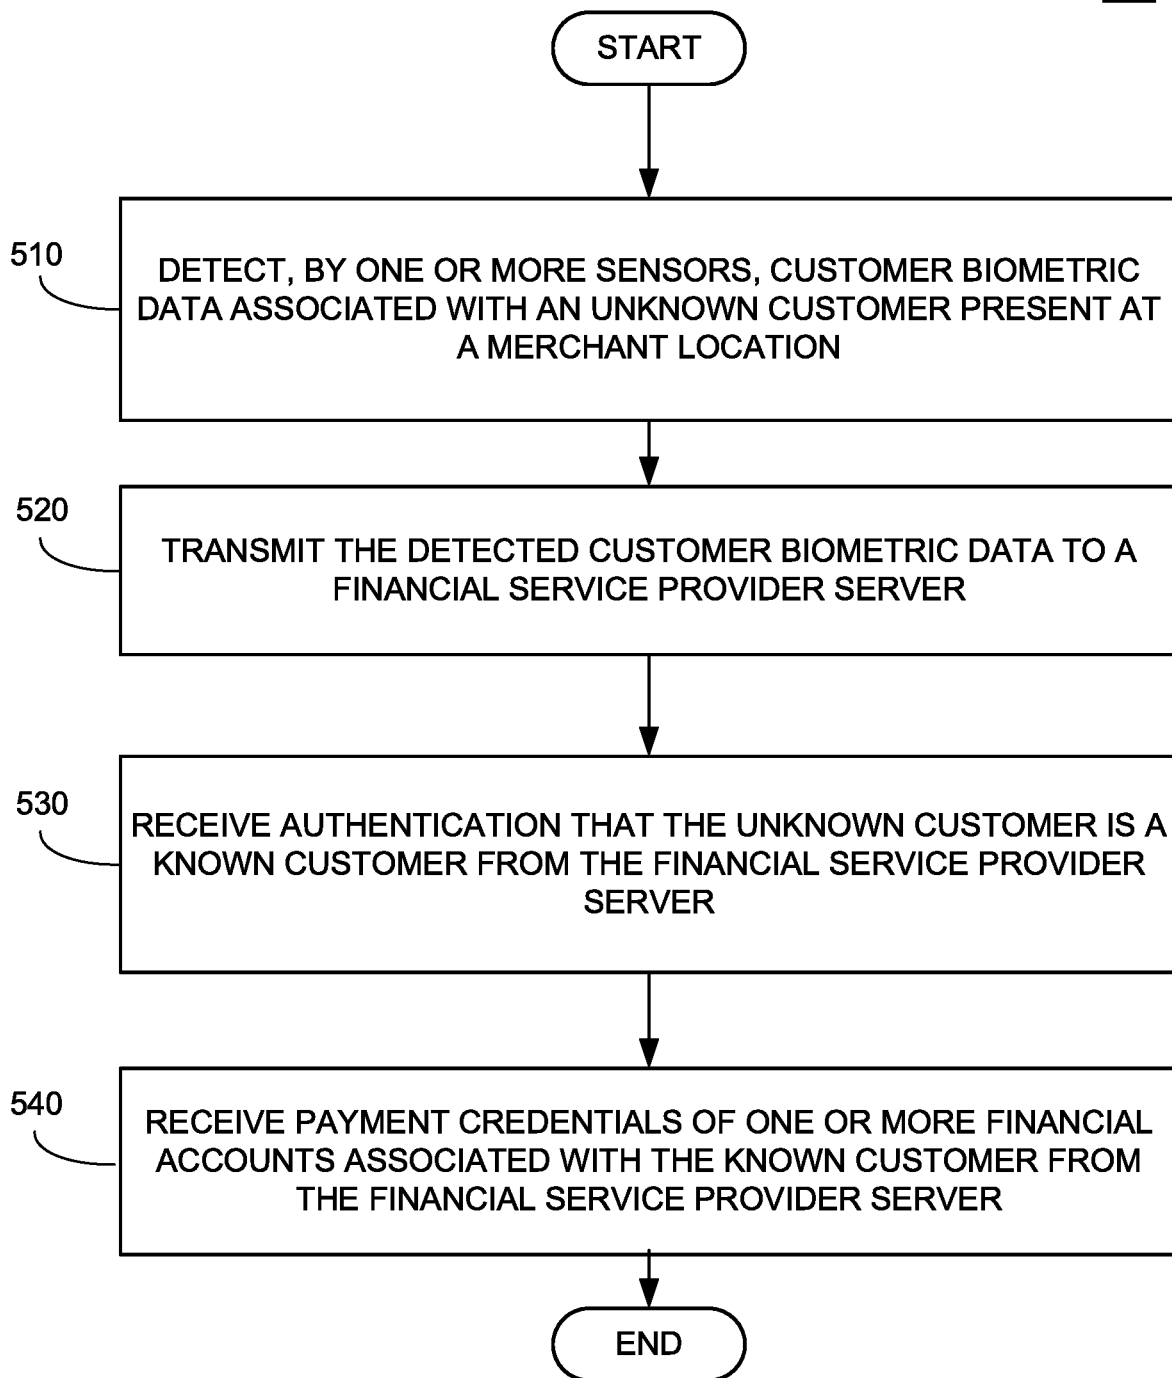 START
510
DETECT, BY ONE OR MORE SENSORS, CUSTOMER BIOMETRIC
DATA ASSOCIATED WITH AN UNKNOWN CUSTOMER PRESENT AT
A MERCHANT LOCATION
520
TRANSMIT THE DETECTED CUSTOMER BIOMETRIC DATA TO A
FINANCIAL SERVICE PROVIDER SERVER
530
RECEIVE AUTHENTICATION THAT THE UNKNOWN CUSTOMER IS A
KNOWN CUSTOMER FROM THE FINANCIAL SERVICE PROVIDER
SERVER
540
RECEIVE PAYMENT CREDENTIALS OF ONE OR MORE FINANCIAL
ACCOUNTS ASSOCIATED WITH THE KNOWN CUSTOMER FROM
THE FINANCIAL SERVICE PROVIDER SERVER
END